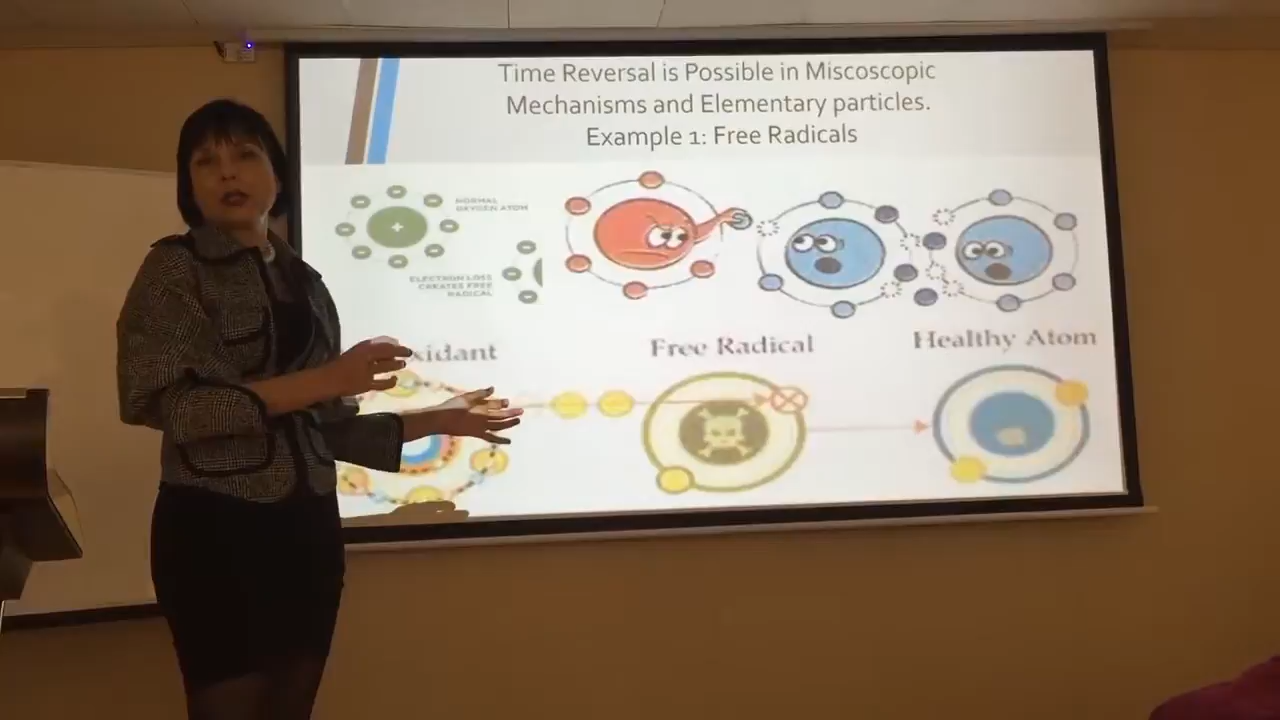 Time Reversal is Possible in Miscoscopic
Mechanisms and Elementary particles.
Example 1: Free Radicals
NORMAL
OXYGEN ATOM
ELECTRON LOSS
CREATES FREE
RADICAL
xidant
Free Radical
Healthy Atom